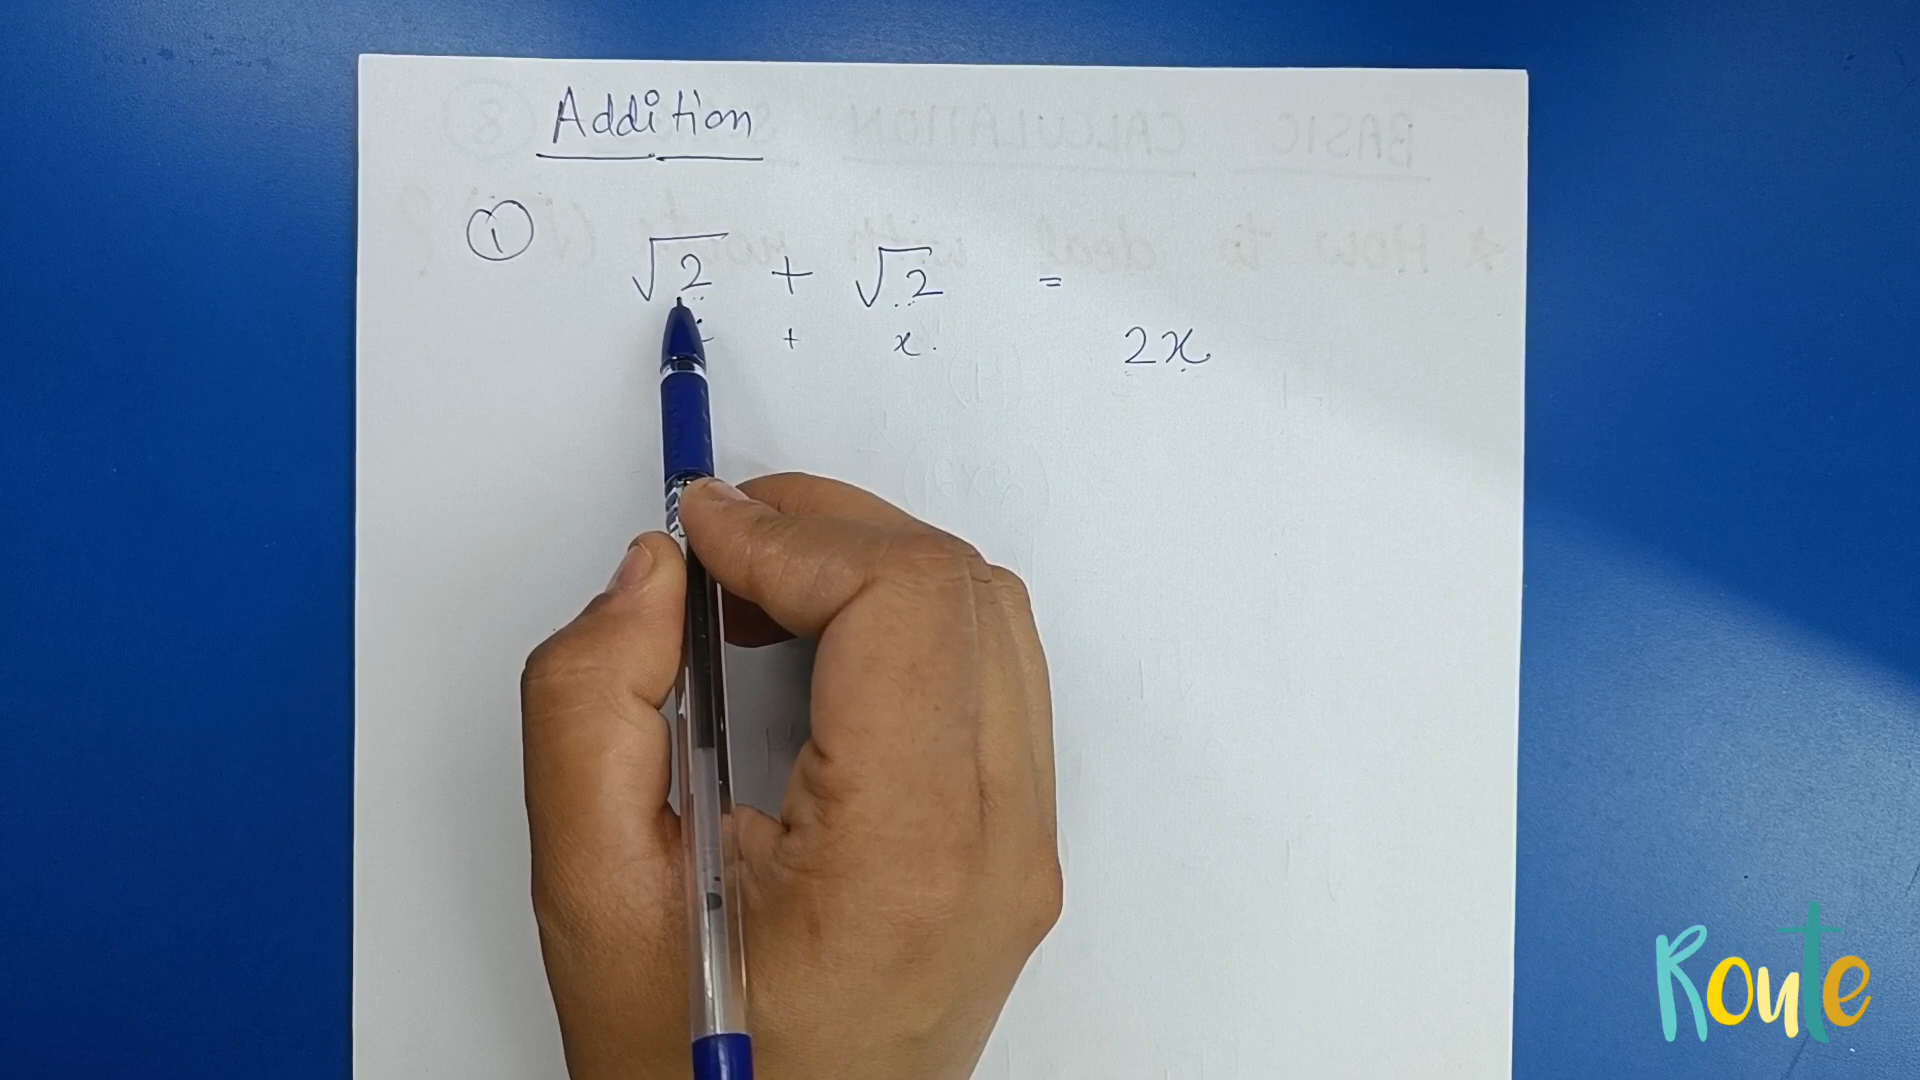 Addition
① √2 + √2 =
+ x. 2x
Route